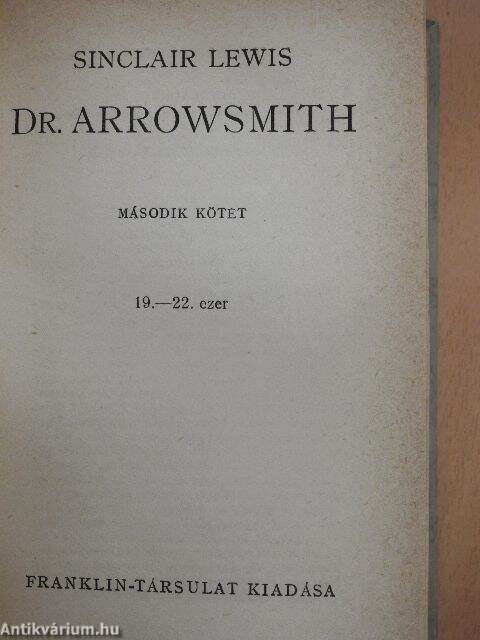 SINCLAIR LEWIS
DR. ARROWSMITH
MÁSODIK KÖTET
19.—22. ezer
FRANKLIN-TÁRSULAT KIADÁSA
Antikvárium.hu